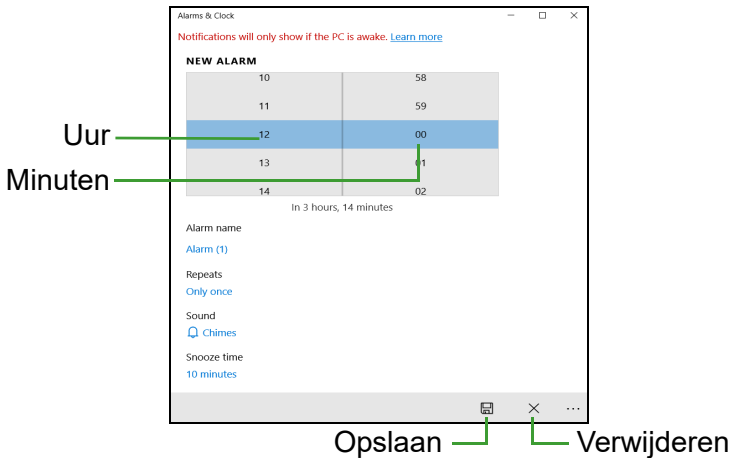 Alarms & Clock
Notifications will only show if the PC is awake. Learn more
NEW ALARM
10 58
11 59
Uur
12 00
Minuten
13 01
14 02
In 3 hours, 14 minutes
Alarm name
Alarm (1)
Repeats
Only once
Sound
Chimes
Snooze time
10 minutes
Opslaan
Verwijderen